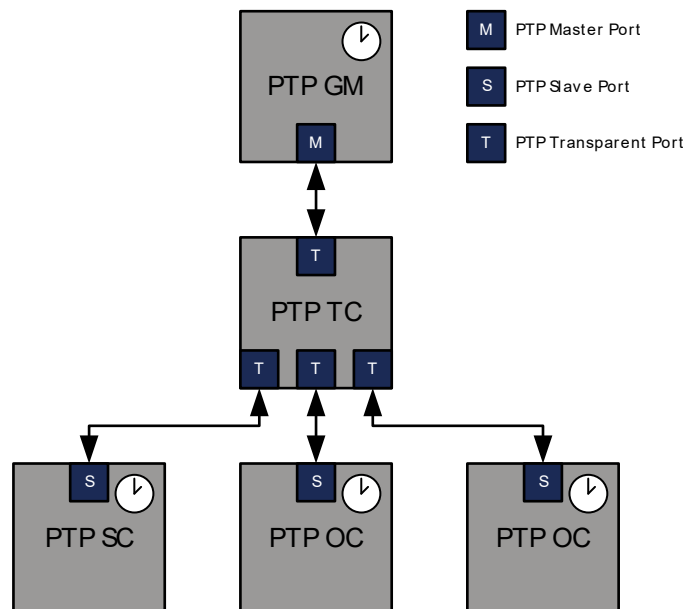 PTP GM
M
M PTP Master Port
S PTP Slave Port
T PTP Transparent Port
T
PTP TC
T T T
S S S
PTP SC PTP OC PTP OC